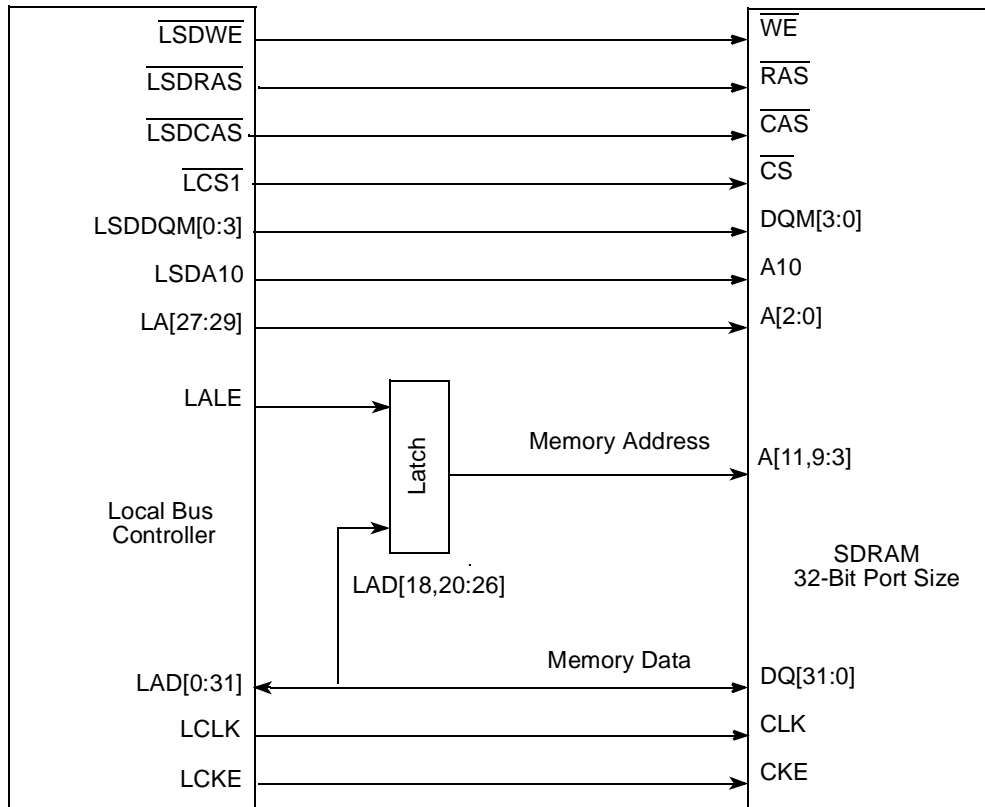 LSDWE WE
LSDRAS RAS
LSDCAS CAS
LCS1 CS
LSDDQM[0:3] DQM[3:0]
LSDA10 A10
LA[27:29] A[2:0]
LALE
Latch
Memory Address
A[11,9:3]
Local Bus
Controller
SDRAM
32-Bit Port Size
LAD[18,20:26]
Memory Data
LAD[0:31] DQ[31:0]
LCLK CLK
LCKE CKE